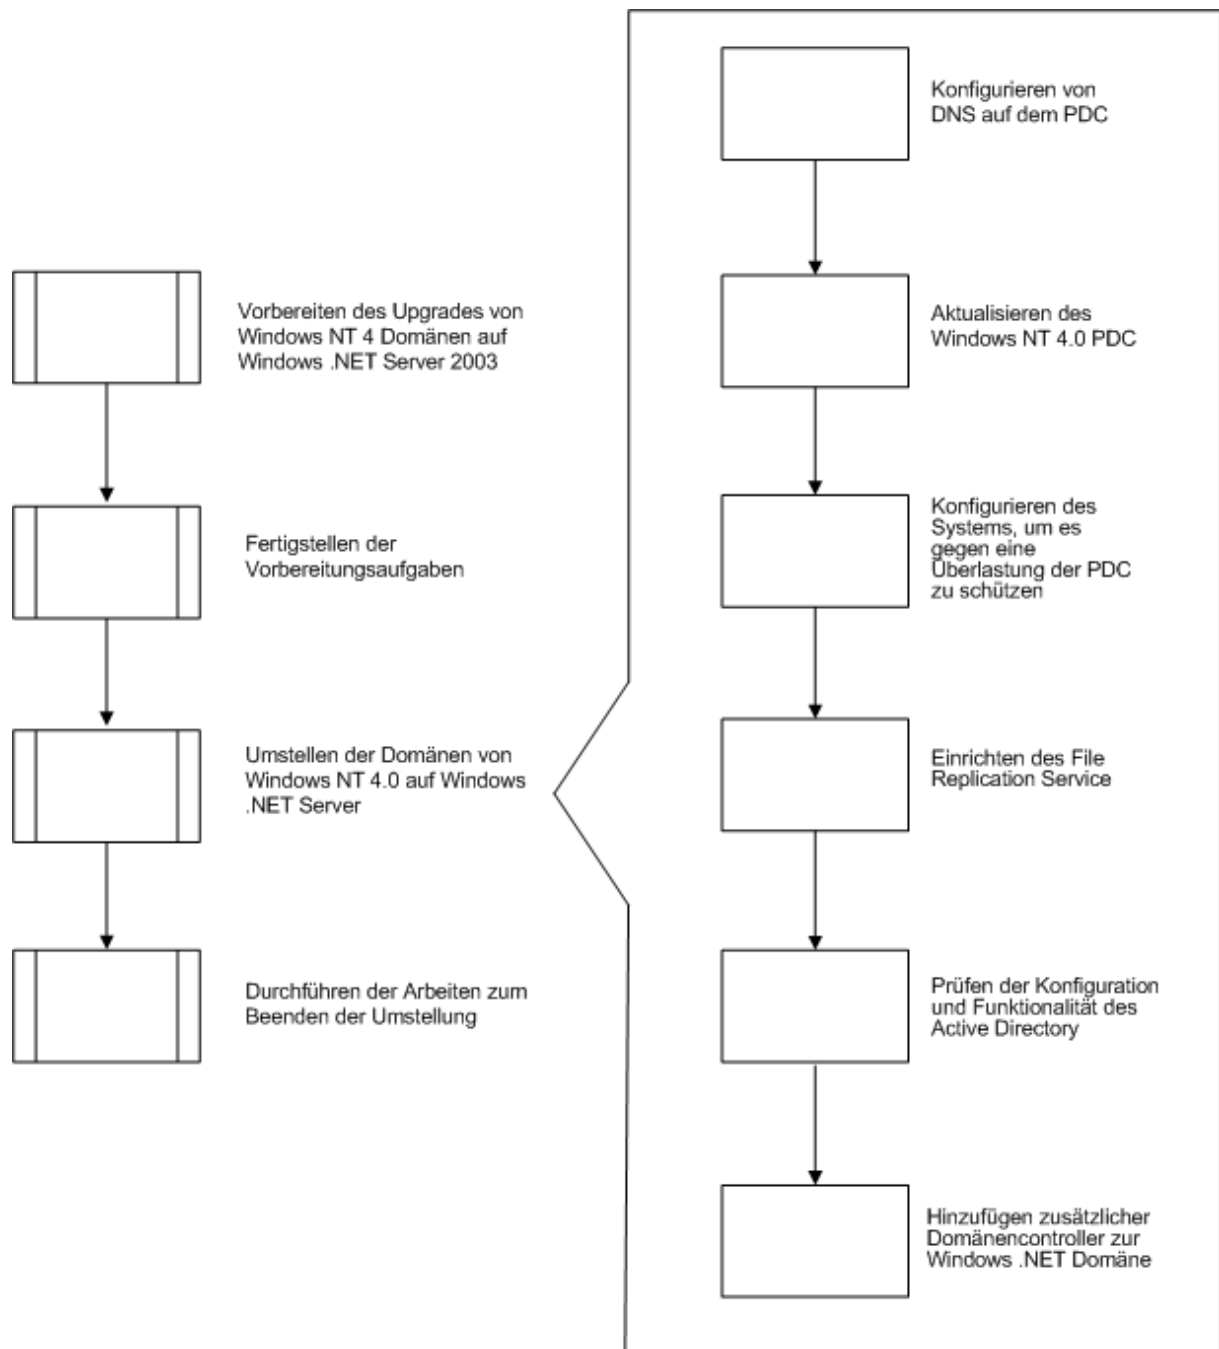 Vorbereiten des Upgrades von
Windows NT 4 Domänen auf
Windows .NET Server 2003
Fertigstellen der
Vorbereitungsaufgaben
Umstellen der Domänen von
Windows NT 4.0 auf Windows
.NET Server
Durchführen der Arbeiten zum
Beenden der Umstellung
Konfigurieren von
DNS auf dem PDC
Aktualisieren des
Windows NT 4.0 PDC
Konfigurieren des
Systems, um es
gegen eine
Überlastung der PDC
zu schützen
Einrichten des File
Replication Service
Prüfen der Konfiguration
und Funktionalität des
Active Directory
Hinzufügen zusätzlicher
Domänencontroller zur
Windows .NET Domäne